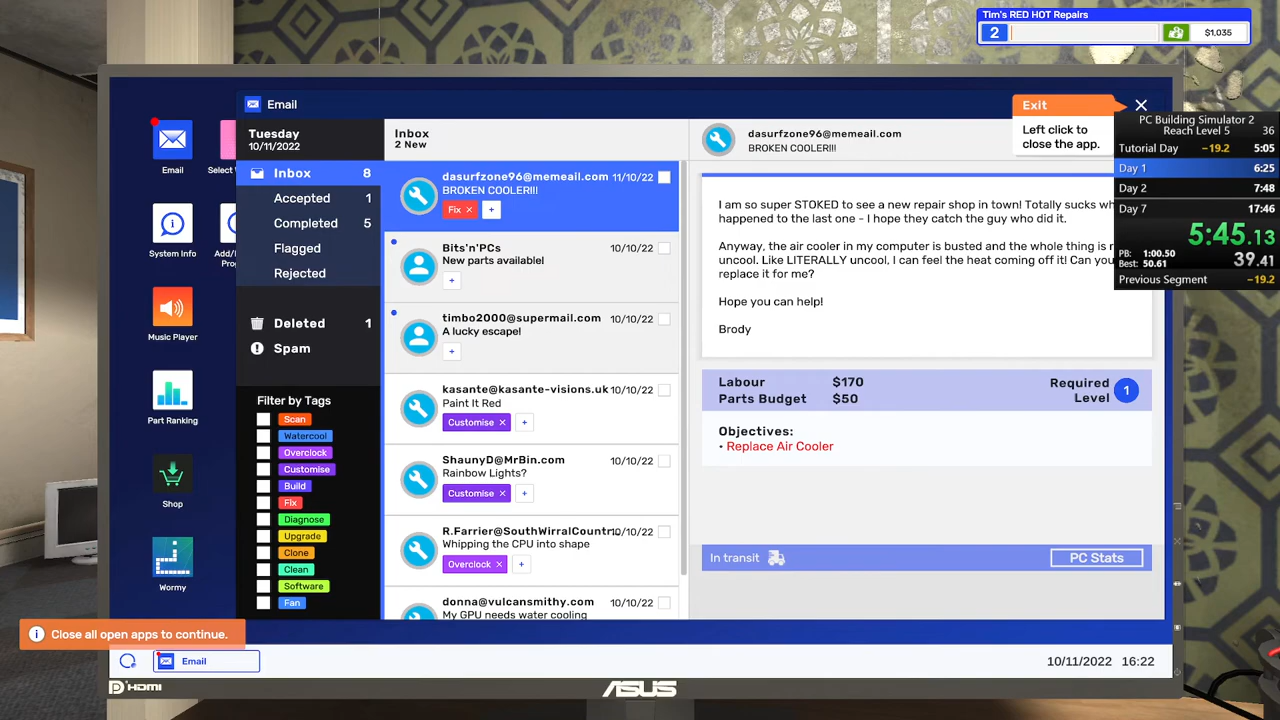 Tim's RED HOT Repairs
2
$1,035
Email
Exit
Left click to
close the app.
PC Building Simulator 2
Reach Level 5 36
Tutorial Day -19.2 5:05
Day 1 6:25
Day 2 7:48
Day 7 17:46
5:45.13
PB: 1:00.50
Best: 50.61
39.41
Previous Segment -19.2
Email
System Info
Music Player
Part Ranking
Shop
Wormy
Select W
Add/
Pro
Tuesday
10/11/2022
Inbox 8
Accepted 1
Completed 5
Flagged
Rejected
Deleted 1
Spam
Filter by Tags
Scan
Watercool
Overclock
Customise
Build
Fix
Diagnose
Upgrade
Clone
Clean
Software
Fan
Inbox
2 New
dasurfzone96@memeail.com 11/10/22
BROKEN COOLER!!!
Fix × +
Bits'n'PCs 10/10/22
New parts available!
+
timbo2000@supermail.com 10/10/22
A lucky escape!
+
kasante@kasante-visions.uk 10/10/22
Paint It Red
Customise × +
ShaunyD@MrBin.com 10/10/22
Rainbow Lights?
Customise × +
R.Farrier@SouthWirralCountr... 10/10/22
Whipping the CPU into shape
Overclock × +
donna@vulcansmithy.com 10/10/22
My GPU needs water cooling
dasurfzone96@memeail.com
BROKEN COOLER!!!
I am so super STOKED to see a new repair shop in town! Totally sucks wh
happened to the last one - I hope they catch the guy who did it.
Anyway, the air cooler in my computer is busted and the whole thing is r
uncool. Like LITERALLY uncool, I can feel the heat coming off it! Can you
replace it for me?
Hope you can help!
Brody
Labour $170
Parts Budget $50
Required
Level 1
Objectives:
• Replace Air Cooler
In transit
PC Stats
Close all open apps to continue.
Email
10/11/2022 16:22
HDMI
ASUS